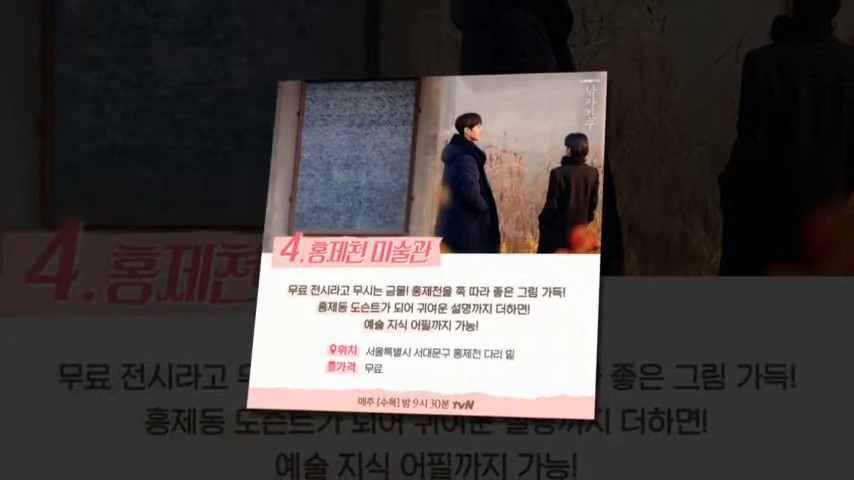 남자친구
4.홍제천 미술관
무료 전시라고 무시는 금물! 홍제천을 쭉 따라 좋은 그림 가득!
홍제동 도슨트가 되어 귀여운 설명까지 더하면!
예술 지식 어필까지 가능!
위치 서울특별시 서대문구 홍제천 다리 밑
가격 무료
매주 [수목] 밤 9시 30분 tvN
4.홍제천
무료 전시라고 무
좋은 그림 가득!
홍제동 도슨트가 되어 귀여운 설명까지 더하면!
예술 지식 어필까지 가능!